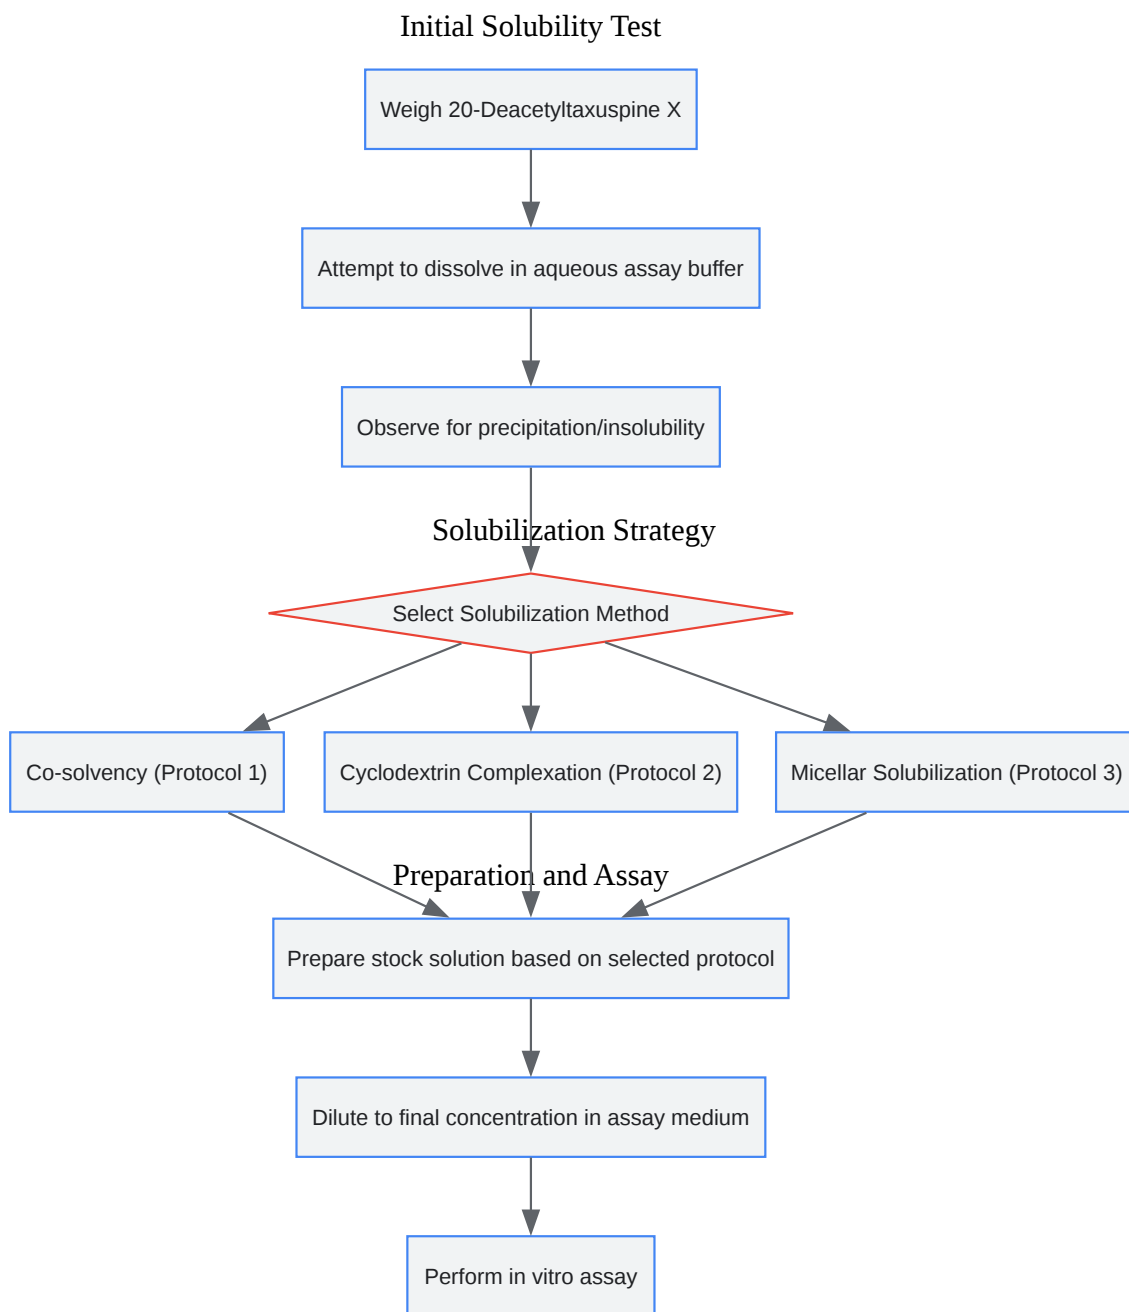 Initial Solubility Test
Weigh 20-Deacetyltaxuspine X
Attempt to dissolve in aqueous assay buffer
Observe for precipitation/insolubility
Solubilization Strategy
Select Solubilization Method
Co-solvency (Protocol 1)
Cyclodextrin Complexation (Protocol 2)
Micellar Solubilization (Protocol 3)
Preparation and Assay
Prepare stock solution based on selected protocol
Dilute to final concentration in assay medium
Perform in vitro assay